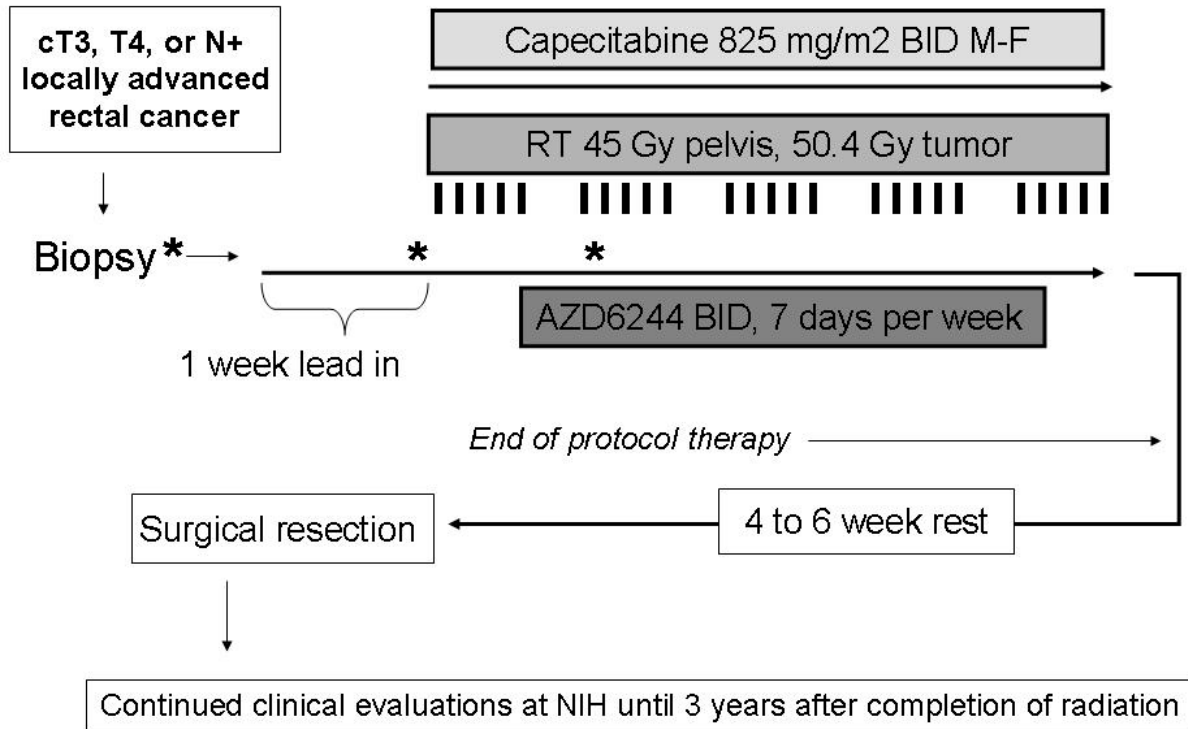 cT3, T4, or N+
locally advanced
rectal cancer
Capecitabine 825 mg/m2 BID M-F
RT 45 Gy pelvis, 50.4 Gy tumor
Biopsy*
* *
AZD6244 BID, 7 days per week
1 week lead in
End of protocol therapy
Surgical resection
4 to 6 week rest
Continued clinical evaluations at NIH until 3 years after completion of radiation